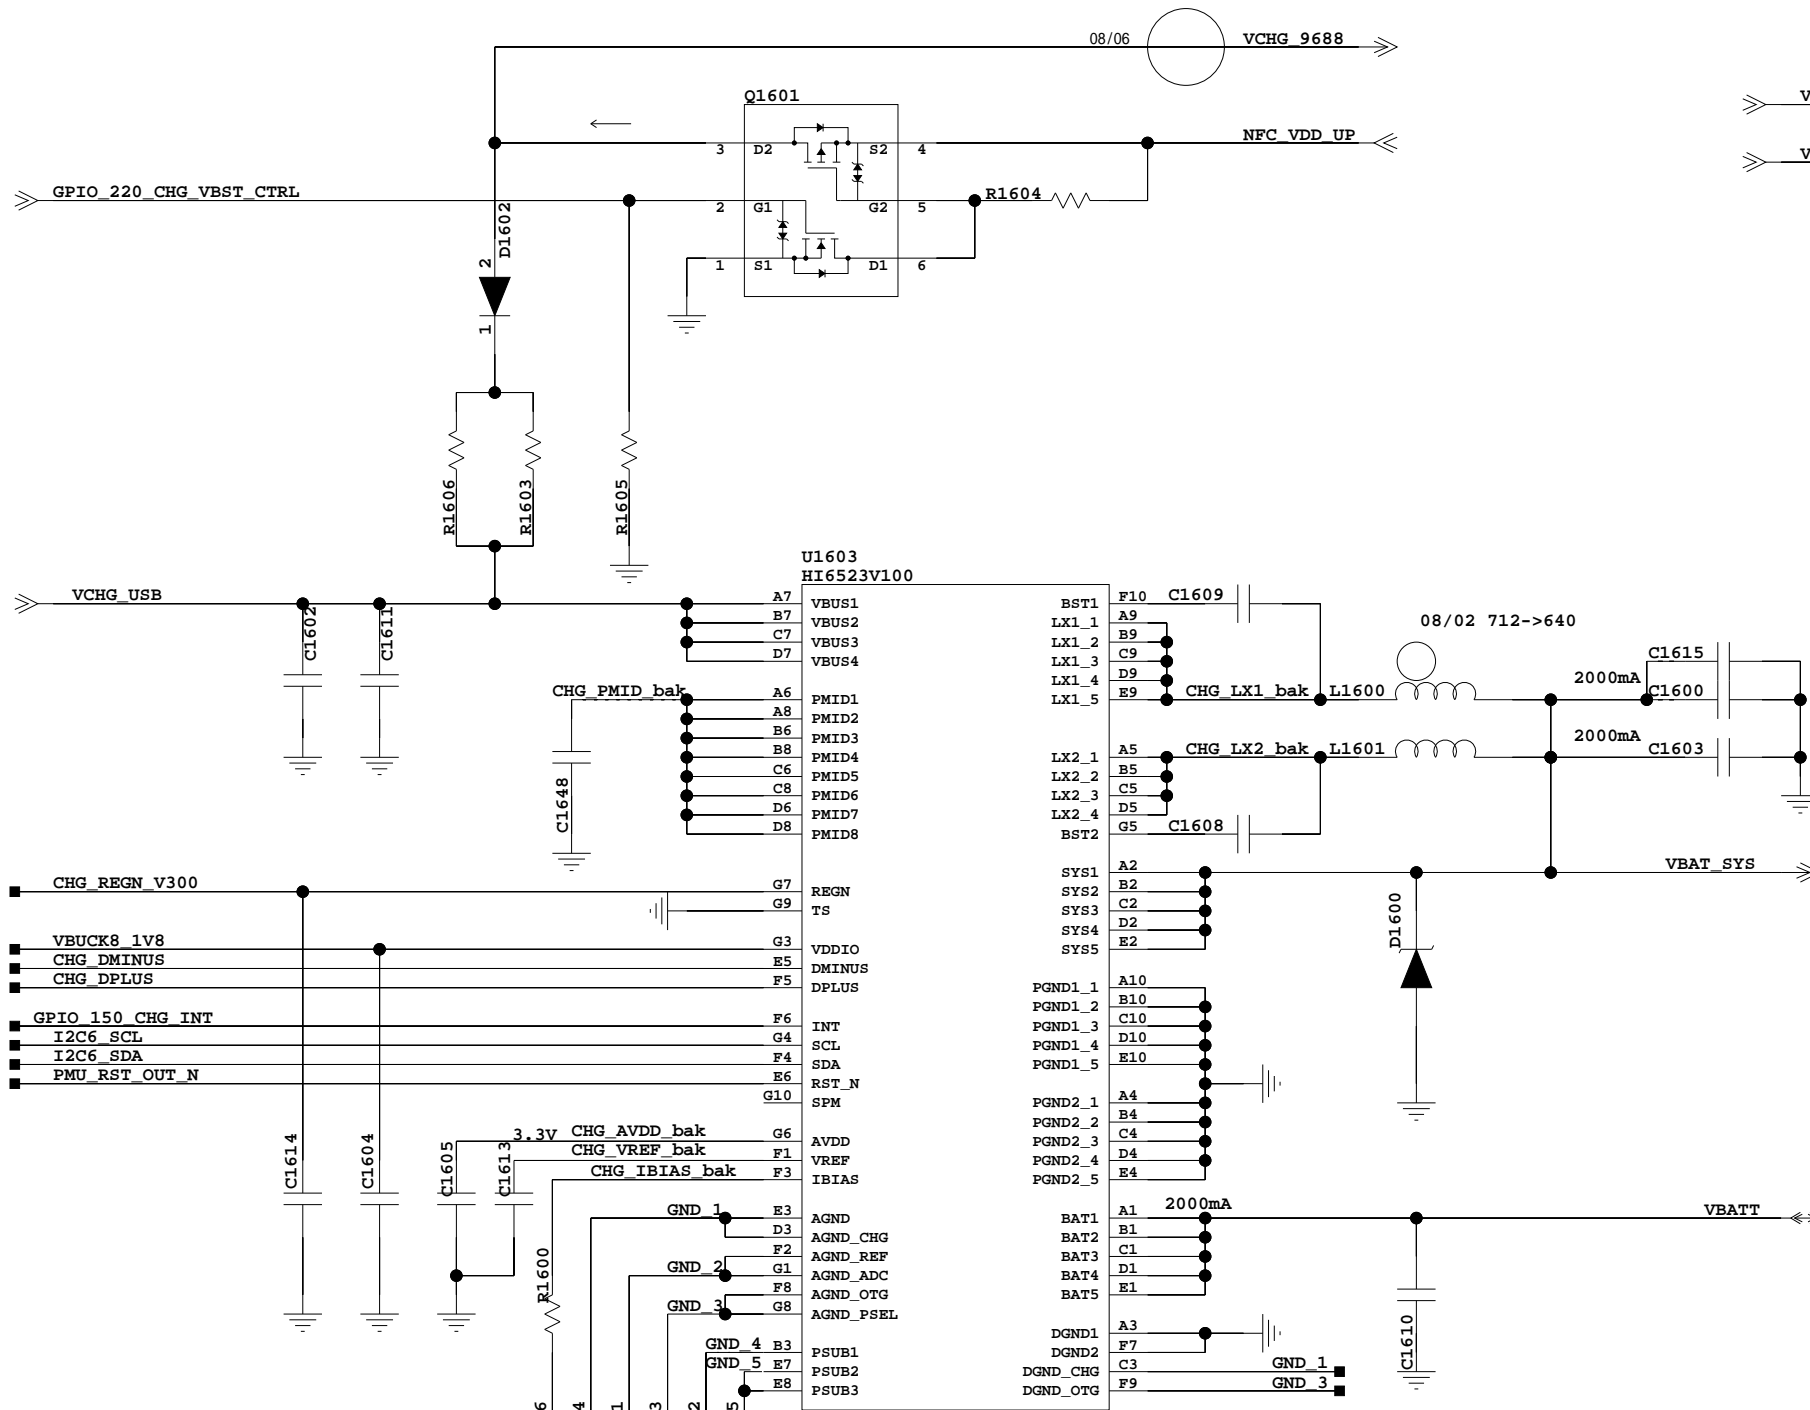 08/06 VCHG_9688
Q1601
V
3 D2 S2 4 NFC_VDD_UP
V
GPIO_220_CHG_VBST_CTRL
2 G1 G2 5 R1604
D1602
2
1 S1 D1 6
1
R1606 R1603 R1605
U1603
HI6523V100
VCHG_USB
C1602 C1611
A7 VBUS1
B7 VBUS2
C7 VBUS3
D7 VBUS4
CHG_PMID_bak
A6 PMID1
A8 PMID2
B6 PMID3
B8 PMID4
C6 PMID5
C8 PMID6
D6 PMID7
D8 PMID8
C1648
CHG_REGN_V300 G7 REGN
G9 TS
VBUCK8_1V8 G3 VDDIO
CHG_DMINUS E5 DMINUS
CHG_DPLUS F5 DPLUS
GPIO_150_CHG_INT F6 INT
I2C6_SCL G4 SCL
I2C6_SDA F4 SDA
PMU_RST_OUT_N E6 RST_N
G10 SPM
3.3V CHG_AVDD_bak G6 AVDD
CHG_VREF_bak F1 VREF
CHG_IBIAS_bak F3 IBIAS
C1614 C1604 C1605 C1613
GND_1 E3 AGND
D3 AGND_CHG
F2 AGND_REF
GND_2 G1 AGND_ADC
F8 AGND_OTG
GND_3 G8 AGND_PSEL
R1600
GND_4 B3 PSUB1
GND_5 E7 PSUB2
E8 PSUB3
6 4 1 3 2 5
BST1 F10 C1609
LX1_1 A9
LX1_2 B9
LX1_3 C9
LX1_4 D9
LX1_5 E9 CHG_LX1_bak L1600
08/02 712->640
C1615
2000mA C1600
LX2_1 A5 CHG_LX2_bak L1601
2000mA C1603
LX2_2 B5
LX2_3 C5
LX2_4 D5
BST2 G5 C1608
SYS1 A2 VBAT_SYS
SYS2 B2
SYS3 C2
SYS4 D2
SYS5 E2
D1600
PGND1_1 A10
PGND1_2 B10
PGND1_3 C10
PGND1_4 D10
PGND1_5 E10
PGND2_1 A4
PGND2_2 B4
PGND2_3 C4
PGND2_4 D4
PGND2_5 E4
BAT1 A1 2000mA VBATT
BAT2 B1
BAT3 C1
BAT4 D1
BAT5 E1
C1610
DGND1 A3
DGND2 F7
DGND_CHG C3 GND_1
DGND_OTG F9 GND_3